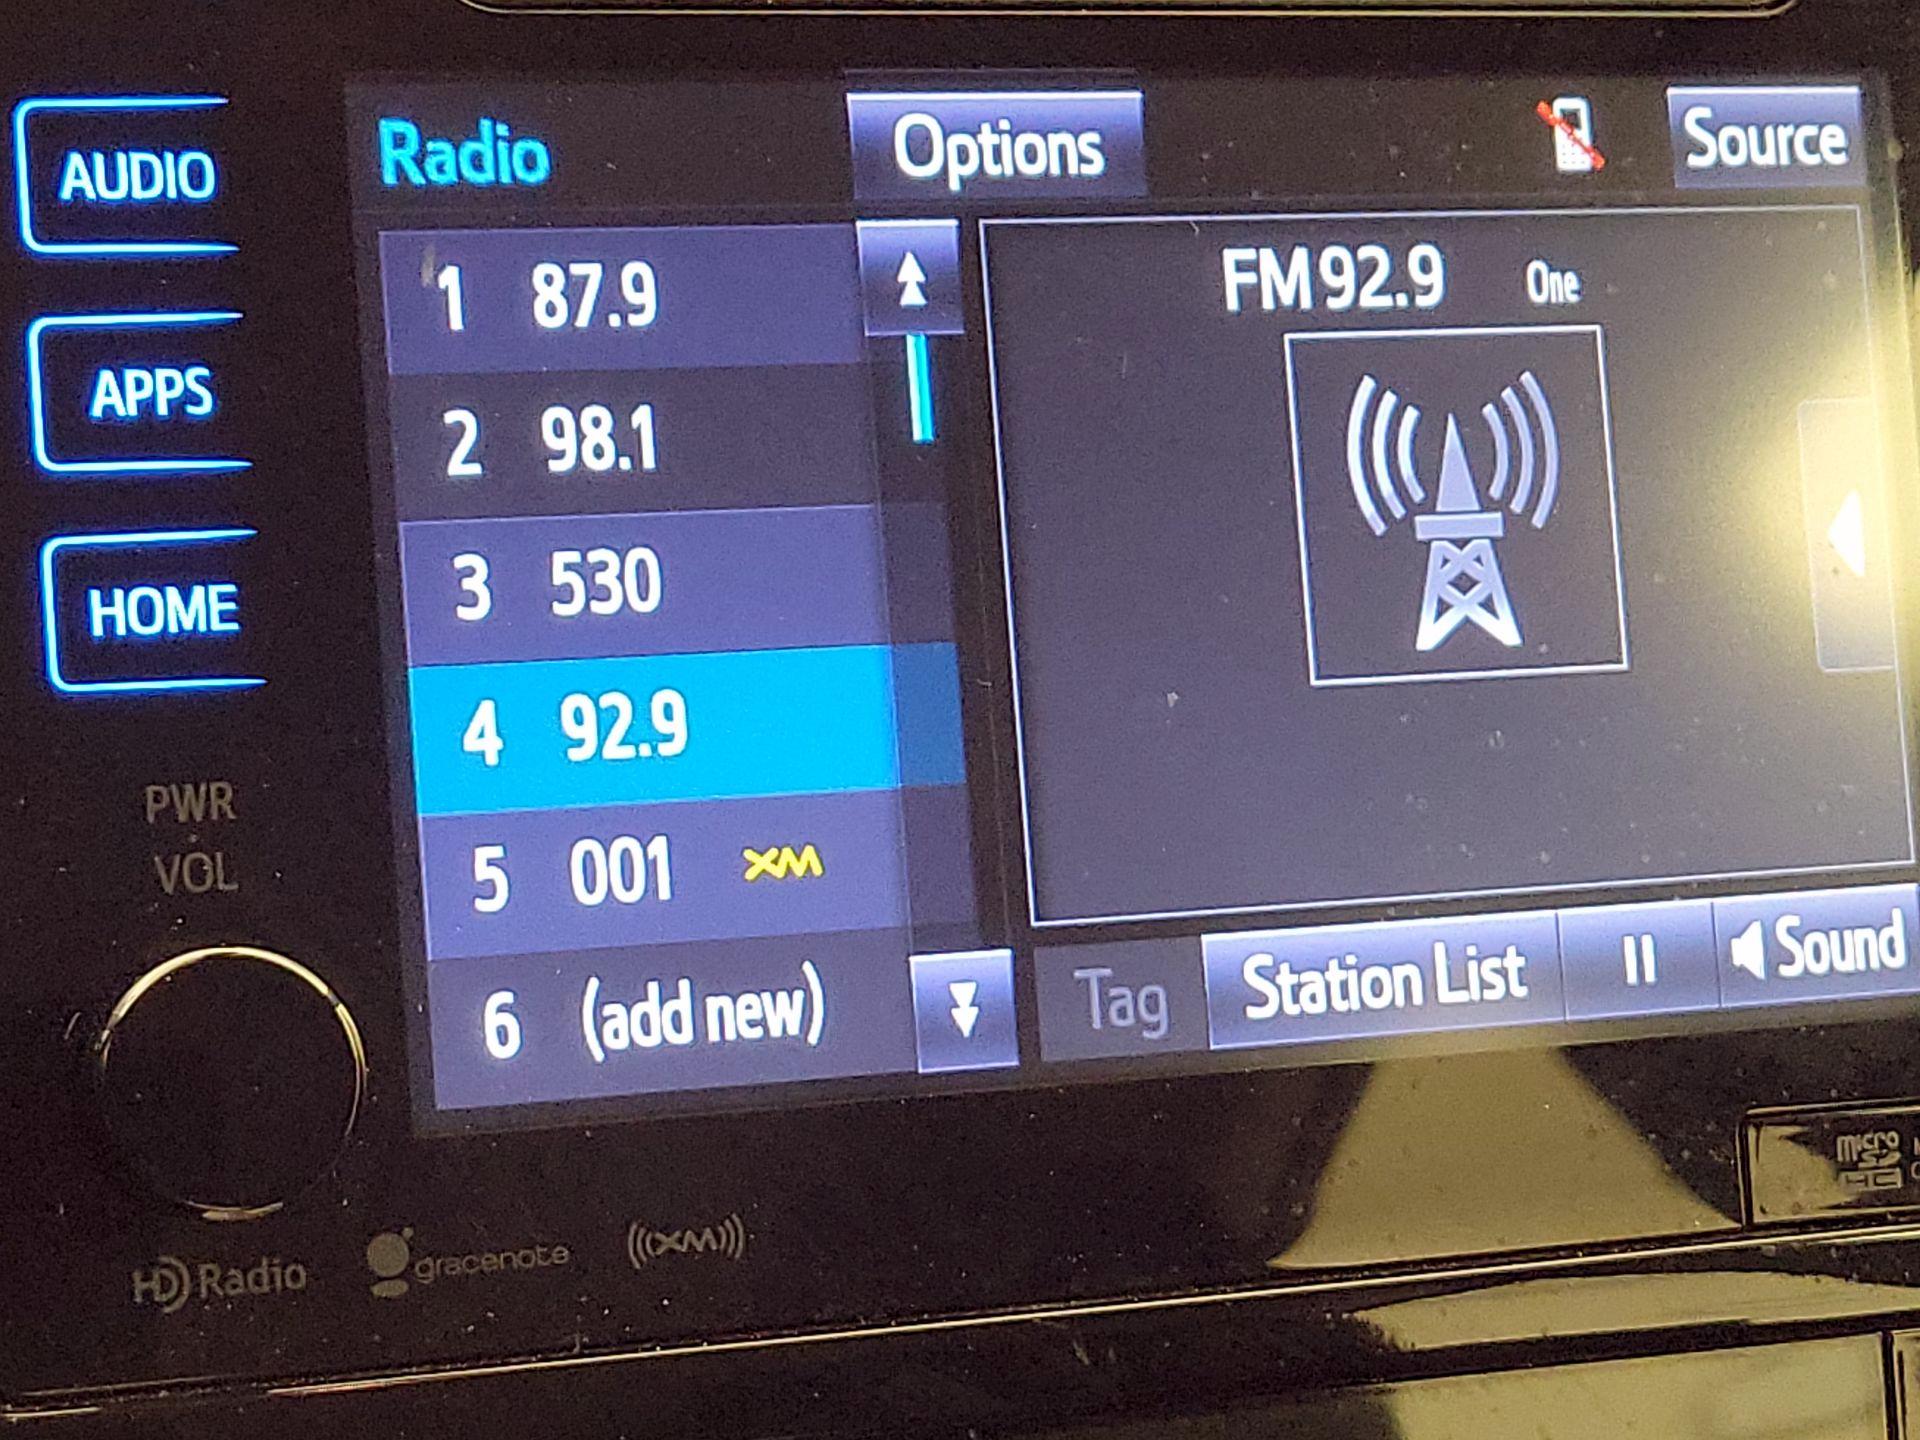 AUDIO
APPS
HOME
PWR
VOL
Radio
Options
Source
1 87.9
2 98.1
3 530
4 92.9
5 001 XM
6 (add new)
FM 92.9 One
Tag
Station List
Sound
HD Radio
gracenote
((XM))
micro
SD
HC